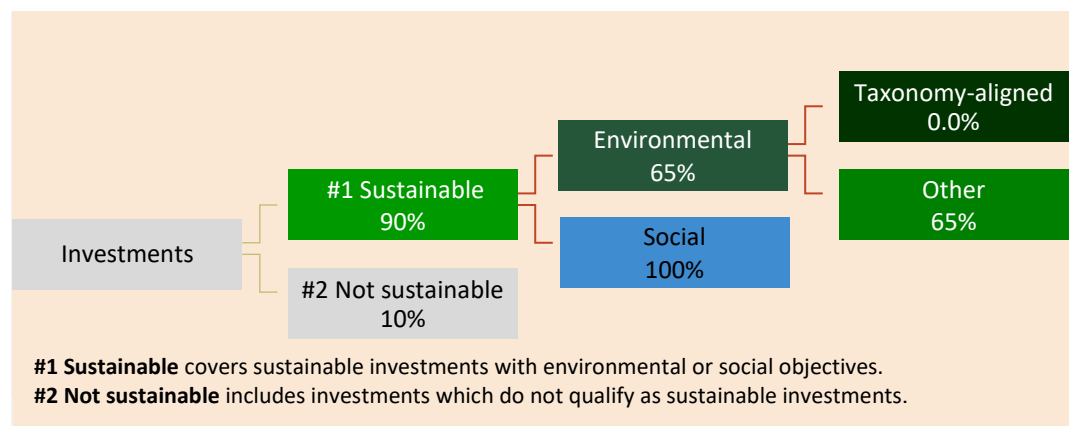 Taxonomy-aligned
0.0%
Environmental
65%
#1 Sustainable
90%
Other
65%
Investments
Social
100%
#2 Not sustainable
10%
#1 Sustainable covers sustainable investments with environmental or social objectives.
#2 Not sustainable includes investments which do not qualify as sustainable investments.